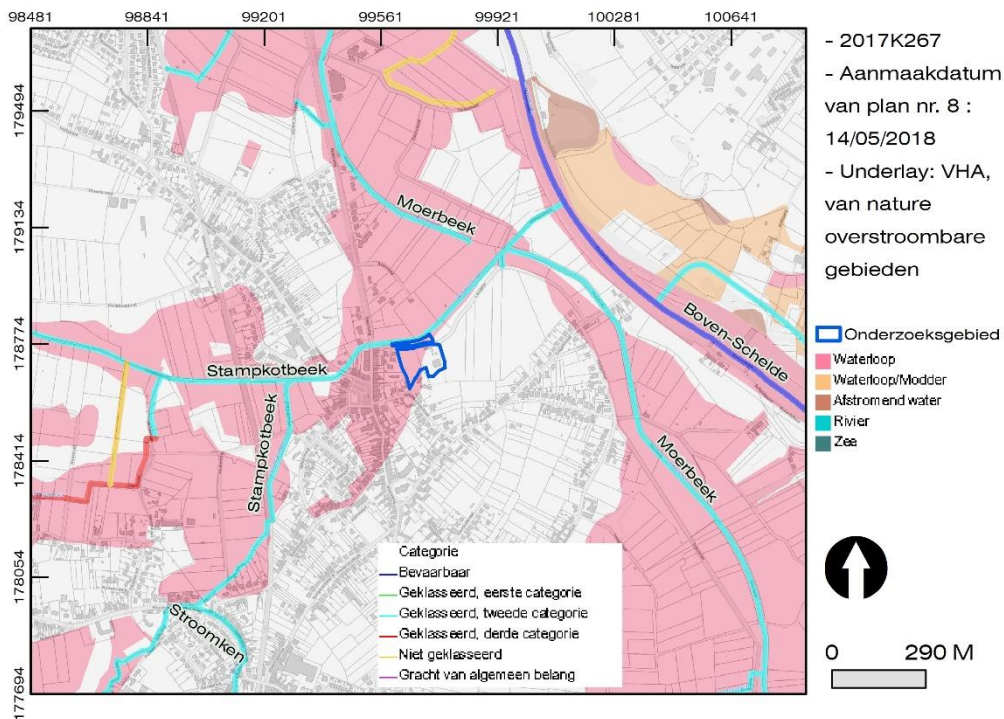 98481 98841 99201 99561 99921 100281 100641
179494
179134
178774
178414
178054
177694
Moerbeek
Boven-Schelde
Stampkotbeek
Stampkotbeek
Moerbeek
Stroomken
Categorie
Bevaarbaar
Geklasseerd, eerste categorie
Geklasseerd, tweede categorie
Geklasseerd, derde categorie
Niet geklasseerd
Gracht van algemeen belang
- 2017K267
- Aanmaakdatum
van plan nr. 8 :
14/05/2018
- Underlay: VHA,
van nature
overstroombare
gebieden
Onderzoeksgebied
Waterloop
Waterloop/Modder
Afstromend water
Rivier
Zee
0 290 M